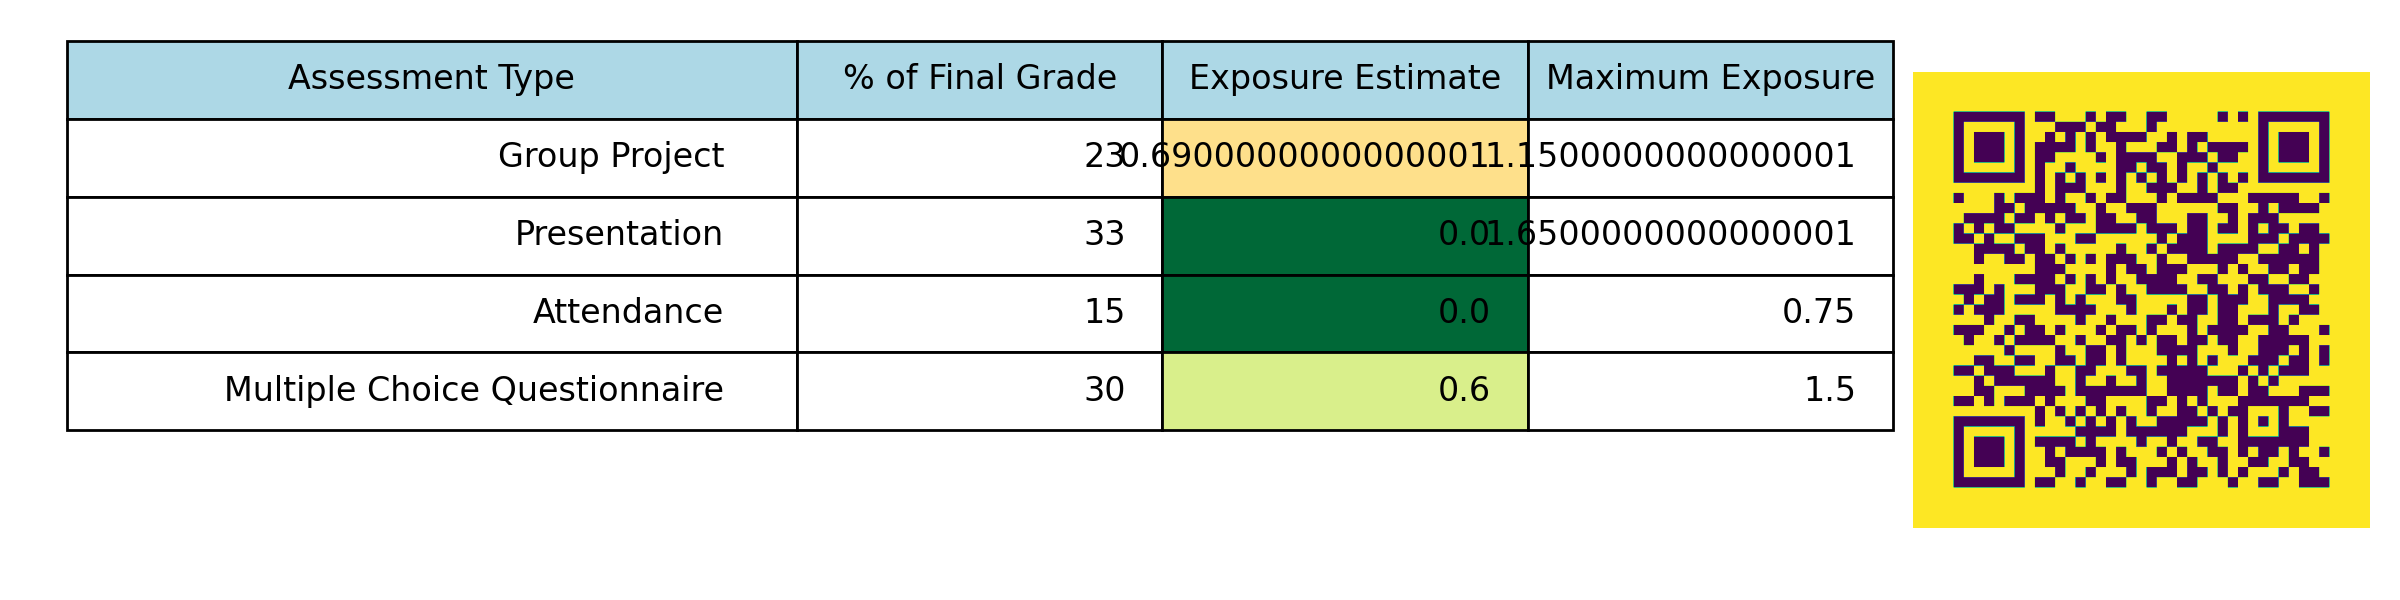 Assessment Type % of Final Grade Exposure Estimate Maximum Exposure
Group Project 23 0.6900000000000001 1.1500000000000001
Presentation 33 0.0 1.6500000000000001
Attendance 15 0.0 0.75
Multiple Choice Questionnaire 30 0.6 1.5